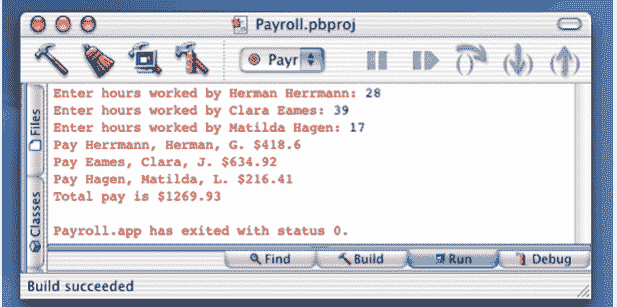 Payroll.pbproj
Payr
Files
Classes
Enter hours worked by Herman Herrmann: 28
Enter hours worked by Clara Eames: 39
Enter hours worked by Matilda Hagen: 17
Pay Herrmann, Herman, G. $418.6
Pay Eames, Clara, J. $634.92
Pay Hagen, Matilda, L. $216.41
Total pay is $1269.93
Payroll.app has exited with status 0.
Find
Build
Run
Debug
Build succeeded